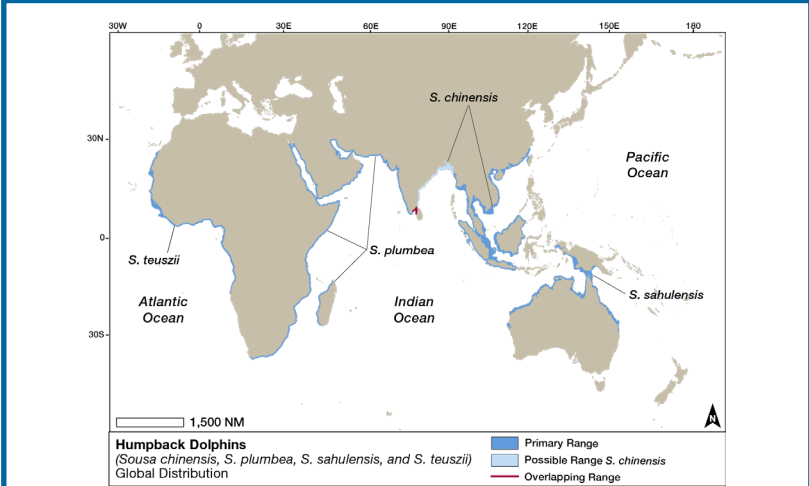 30W 0 30E 60E 90E 120E 150E 180
S. chinensis
30N
Pacific
Ocean
0
S. teuszii
S. plumbea
S. sahulensis
Atlantic
Ocean
Indian
Ocean
30S
1,500 NM
N
Humpback Dolphins
(Sousa chinensis, S. plumbea, S. sahulensis, and S. teuszii)
Global Distribution
Primary Range
Possible Range S. chinensis
Overlapping Range